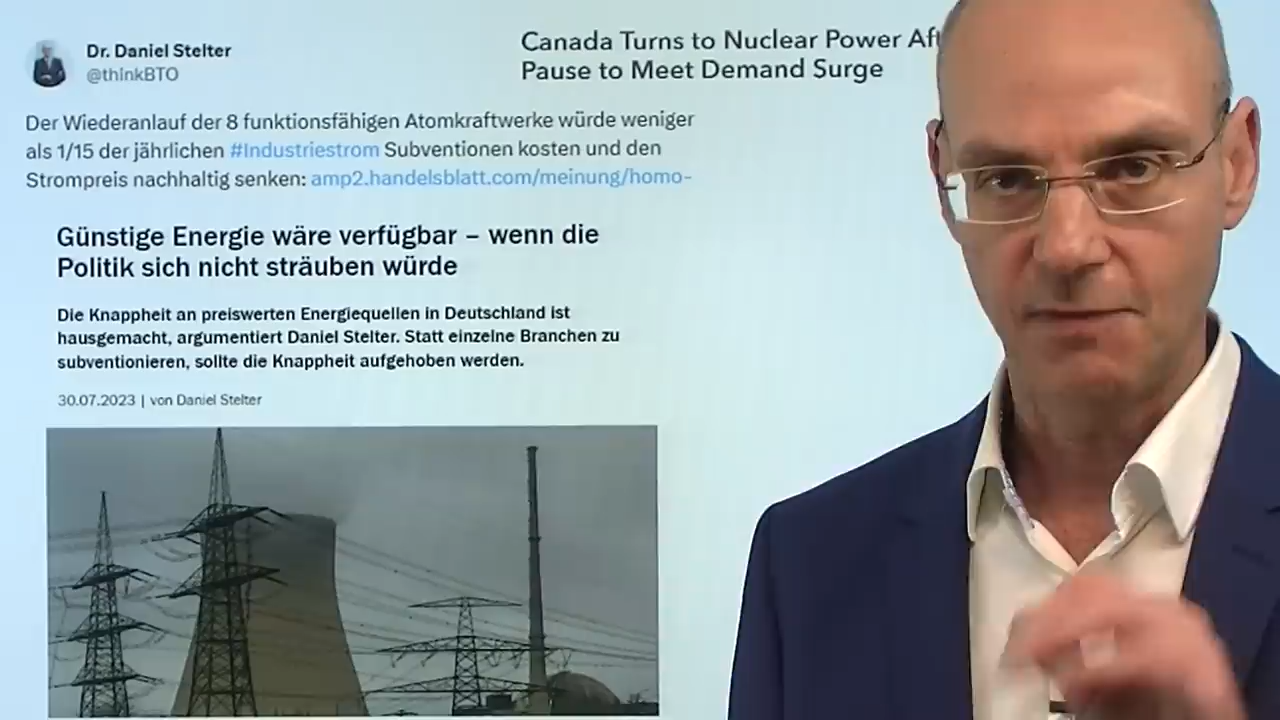 Dr. Daniel Stelter
@thinkBTO
Canada Turns to Nuclear Power
Pause to Meet Demand Surge
Der Wiederanlauf der 8 funktionsfähigen Atomkraftwerke würde weniger
als 1/15 der jährlichen #Industriestrom Subventionen kosten und den
Strompreis nachhaltig senken: amp2.handelsblatt.com/meinung/homo-
Günstige Energie wäre verfügbar – wenn die
Politik sich nicht sträuben würde
Die Knappheit an preiswerten Energiequellen in Deutschland ist
hausgemacht, argumentiert Daniel Stelter. Statt einzelne Branchen zu
subventionieren, sollte die Knappheit aufgehoben werden.
30.07.2023 | von Daniel Stelter